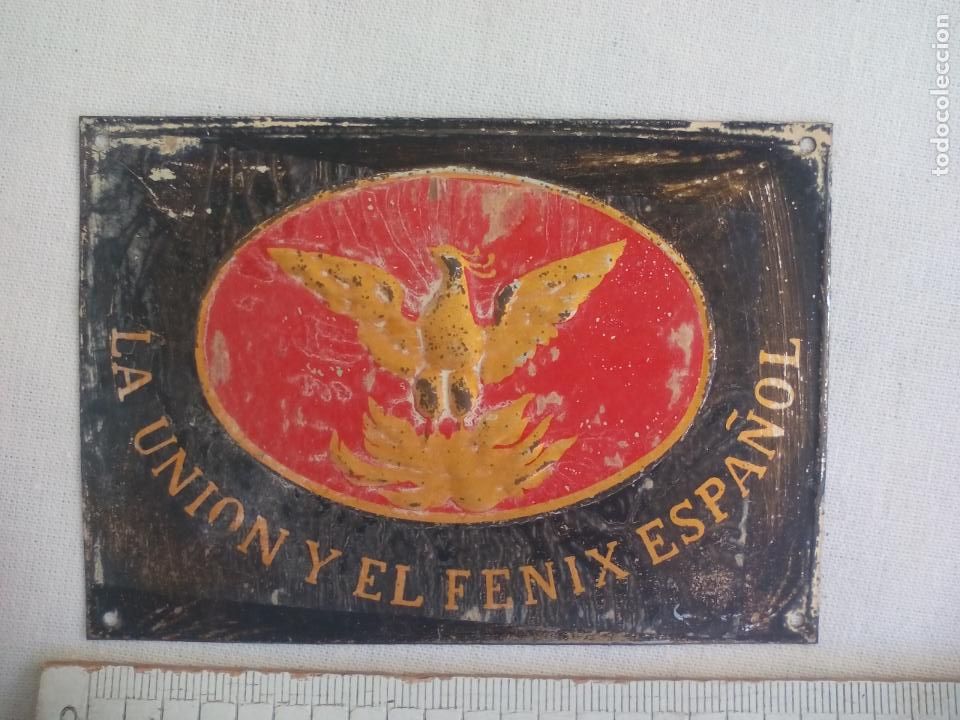 LA UNION Y EL FENIX ESPAÑOL
todocoleccion